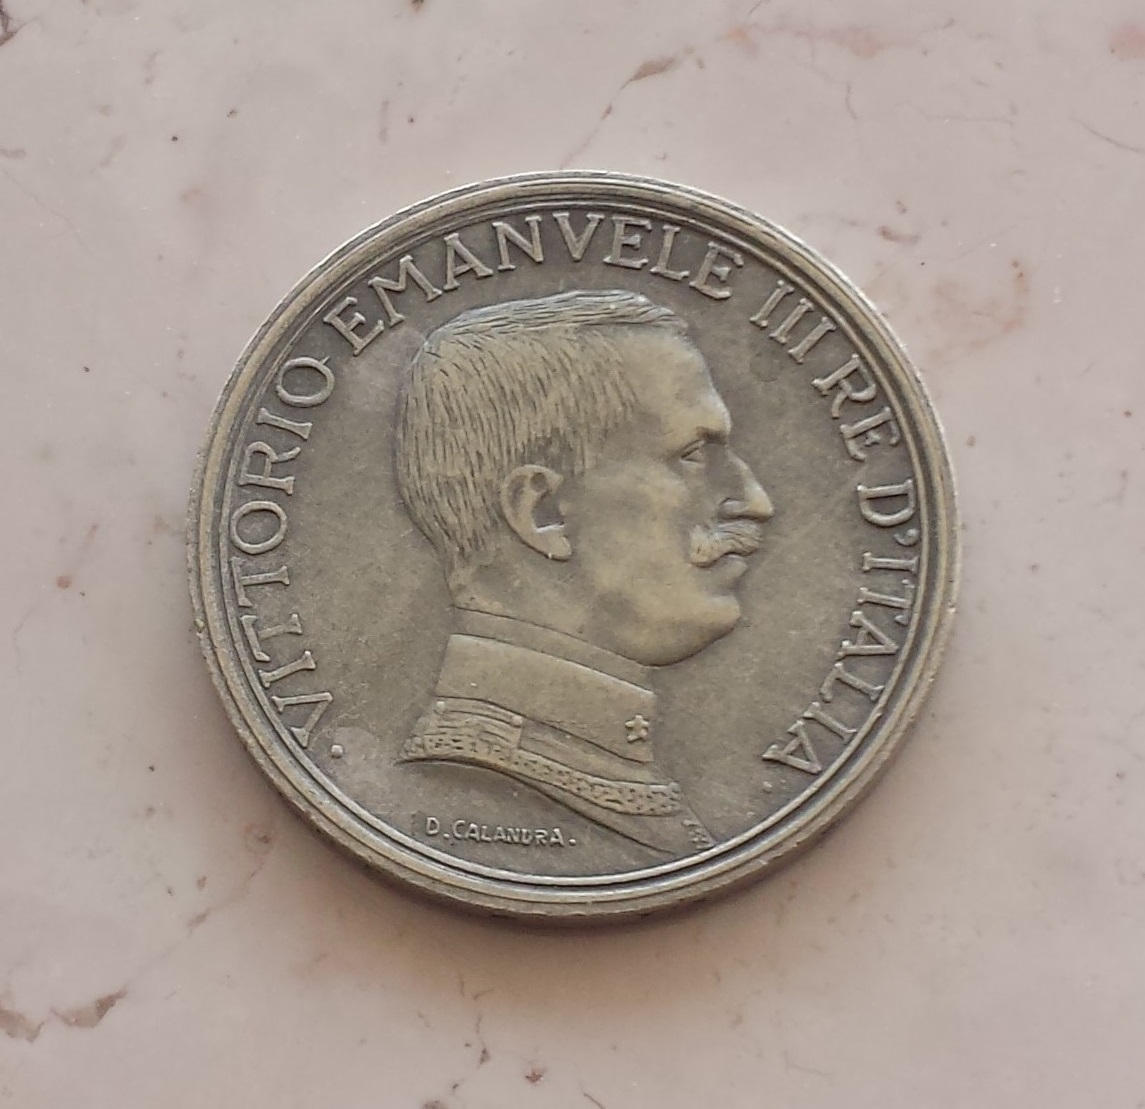 · VITTORIO EMANVELE III RE D'ITALIA ·
D. CALANDRA.